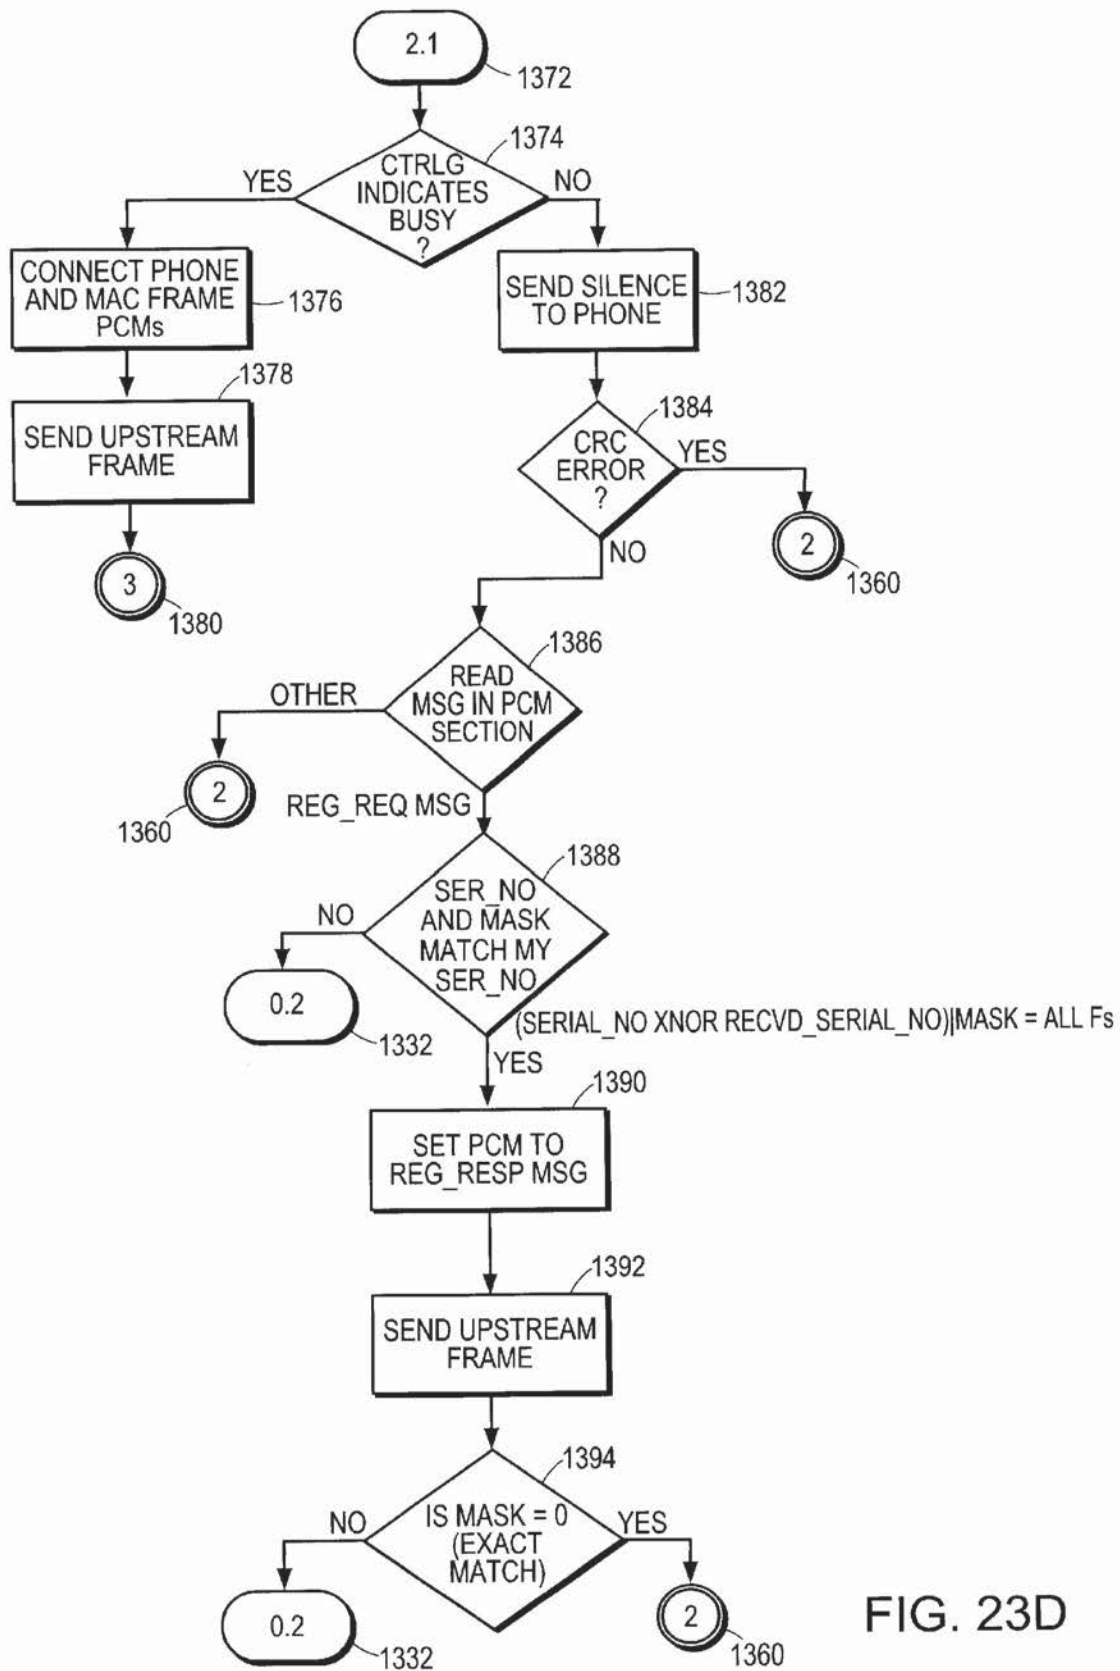 2.1
1372
1374
CTRLG
INDICATES
BUSY
?
YES
NO
CONNECT PHONE
AND MAC FRAME
PCMs
1376
SEND SILENCE
TO PHONE
1382
1378
SEND UPSTREAM
FRAME
1384
CRC
ERROR
?
YES
NO
3
1380
2
1360
1386
READ
MSG IN PCM
SECTION
OTHER
2
1360
REG_REQ MSG
1388
SER_NO
AND MASK
MATCH MY
SER_NO
NO
0.2
1332
(SERIAL_NO XNOR RECVD_SERIAL_NO)|MASK = ALL Fs
YES
1390
SET PCM TO
REG_RESP MSG
1392
SEND UPSTREAM
FRAME
1394
IS MASK = 0
(EXACT
MATCH)
NO
YES
0.2
1332
2
1360
FIG. 23D